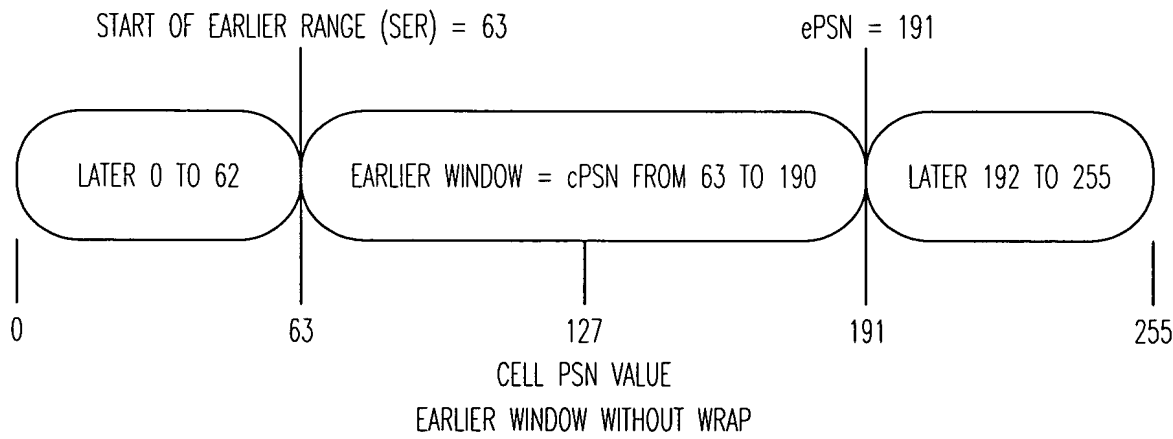 START OF EARLIER RANGE (SER) = 63
ePSN = 191
LATER 0 TO 62
EARLIER WINDOW = cPSN FROM 63 TO 190
LATER 192 TO 255
0
63
127
191
255
CELL PSN VALUE
EARLIER WINDOW WITHOUT WRAP